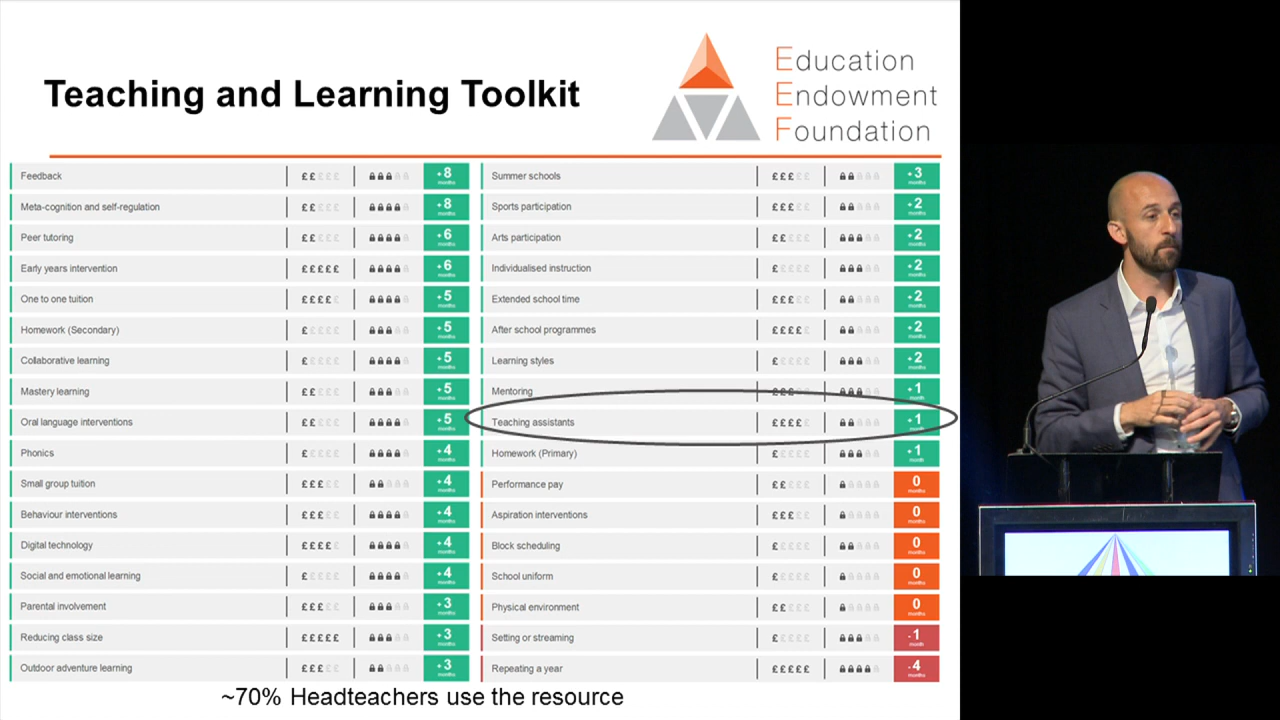 Teaching and Learning Toolkit
Education
Endowment
Foundation
Feedback £££££ +8 months
Meta-cognition and self-regulation £££££ +8 months
Peer tutoring £££££ +6 months
Early years intervention £££££ +6 months
One to one tuition £££££ +5 months
Homework (Secondary) £££££ +5 months
Collaborative learning £££££ +5 months
Mastery learning ££££ £ +5 months
Oral language interventions £££££ +5 months
Phonics £££££ +4 months
Small group tuition £££££ +4 months
Behaviour interventions £££££ +4 months
Digital technology £££££ +4 months
Social and emotional learning £££££ +4 months
Parental involvement £££££ +3 months
Reducing class size £££££ +3 months
Outdoor adventure learning £££££ +3 months
Summer schools £££££ +3 months
Sports participation £££££ +2 months
Arts participation £££££ +2 months
Individualised instruction £££££ +2 months
Extended school time £££££ +2 months
After school programmes £££££ +2 months
Learning styles £££££ +2 months
Mentoring £££££ +1 month
Teaching assistants £££££ +1 month
Homework (Primary) £££££ +1 month
Performance pay £££££ 0 months
Aspiration interventions £££££ 0 months
Block scheduling £££££ 0 months
School uniform £££££ 0 months
Physical environment £££££ 0 months
Setting or streaming £££££ -1 month
Repeating a year £££££ -4 months
~70% Headteachers use the resource